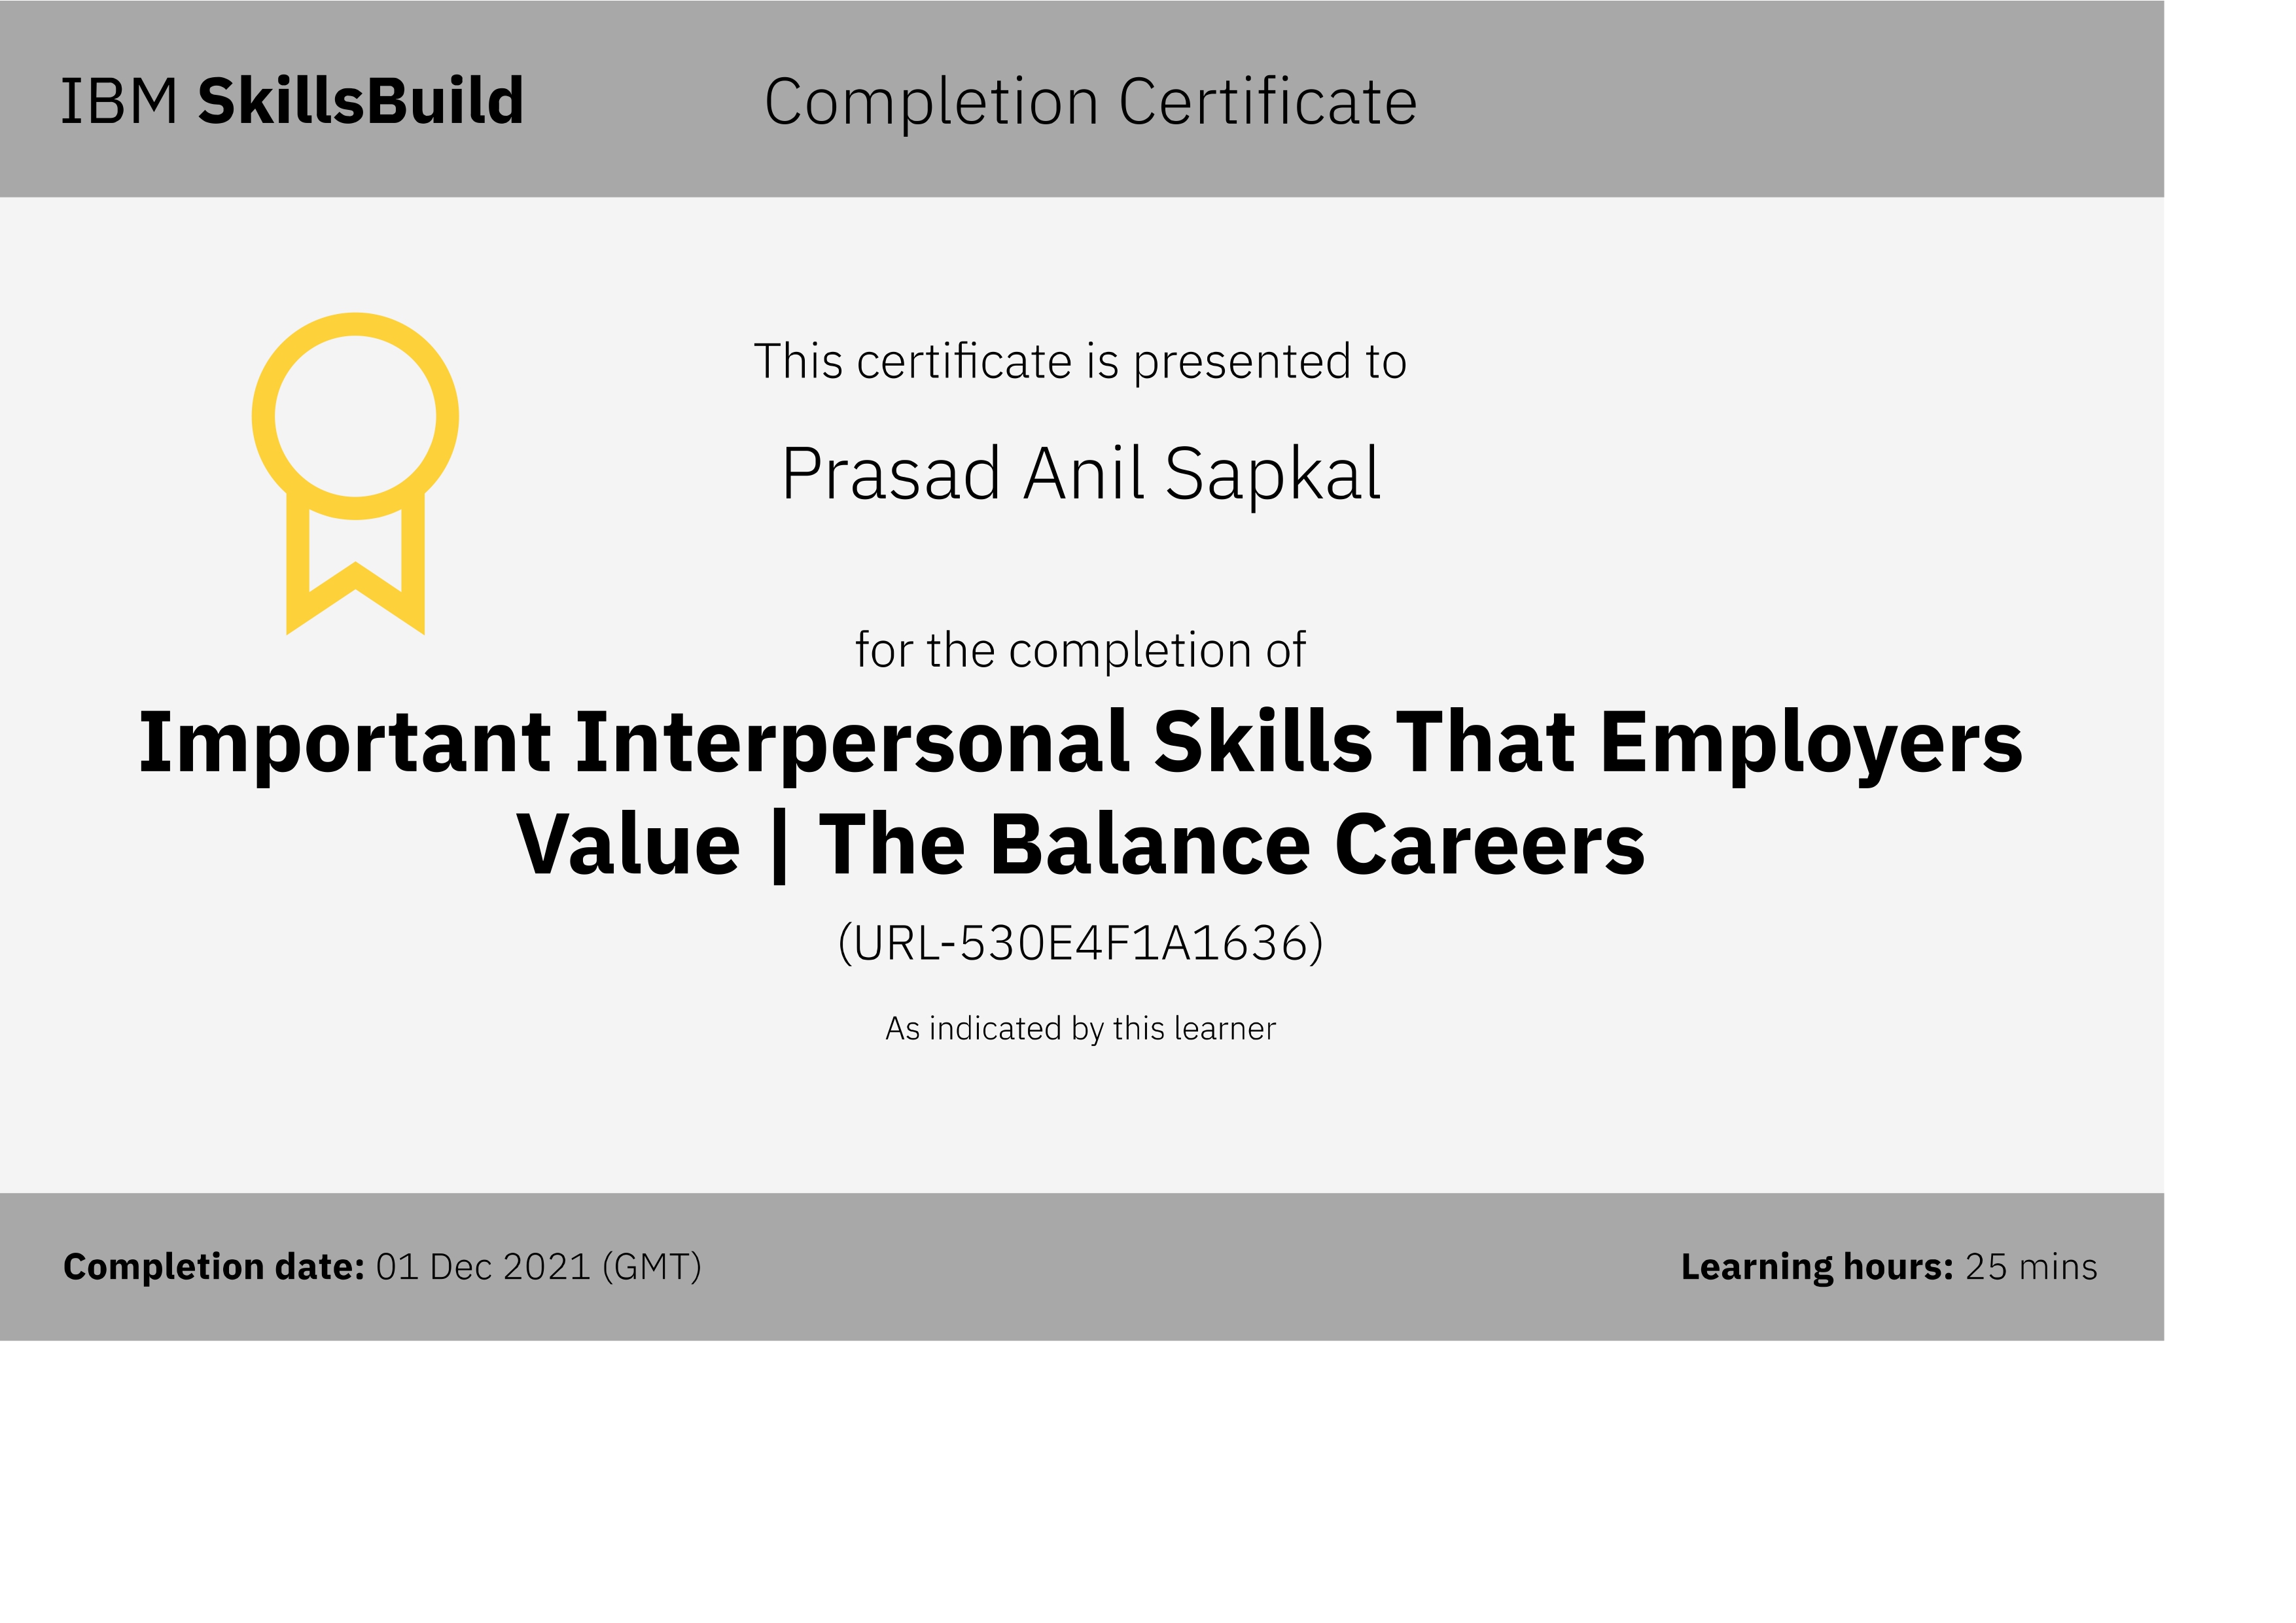 IBM SkillsBuild
Completion Certificate
This certificate is presented to
Prasad Anil Sapkal
for the completion of
Important Interpersonal Skills That Employers
Value | The Balance Careers
(URL-530E4F1A1636)
As indicated by this learner
Completion date: 01 Dec 2021 (GMT)
Learning hours: 25 mins